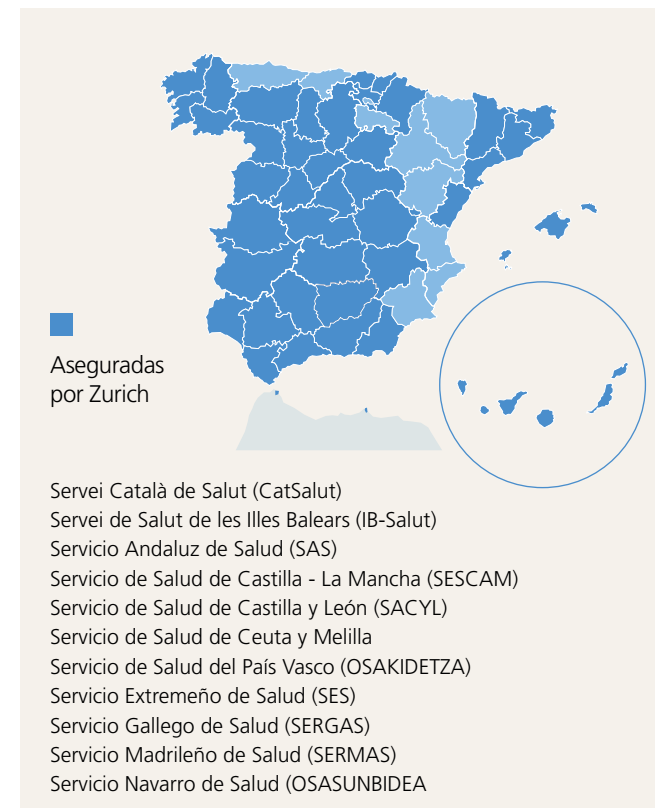 Aseguradas
por Zurich
Servei Català de Salut (CatSalut)
Servei de Salut de les Illes Balears (IB-Salut)
Servicio Andaluz de Salud (SAS)
Servicio de Salud de Castilla - La Mancha (SESCAM)
Servicio de Salud de Castilla y León (SACYL)
Servicio de Salud de Ceuta y Melilla
Servicio de Salud del País Vasco (OSAKIDETZA)
Servicio Extremeño de Salud (SES)
Servicio Gallego de Salud (SERGAS)
Servicio Madrileño de Salud (SERMAS)
Servicio Navarro de Salud (OSASUNBIDEA